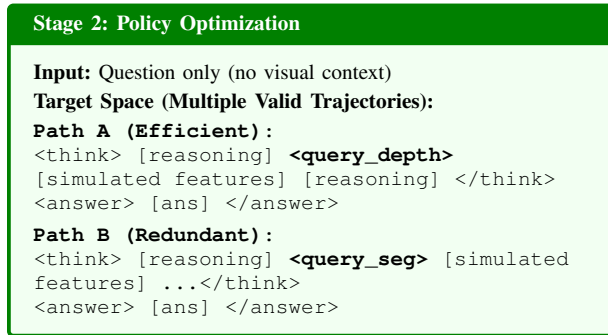 Stage 2: Policy Optimization
Input: Question only (no visual context)
Target Space (Multiple Valid Trajectories):
Path A (Efficient):
<think> [reasoning] <query_depth>
[simulated features] [reasoning] </think>
<answer> [ans] </answer>
Path B (Redundant):
<think> [reasoning] <query_seg> [simulated
features] ...</think>
<answer> [ans] </answer>